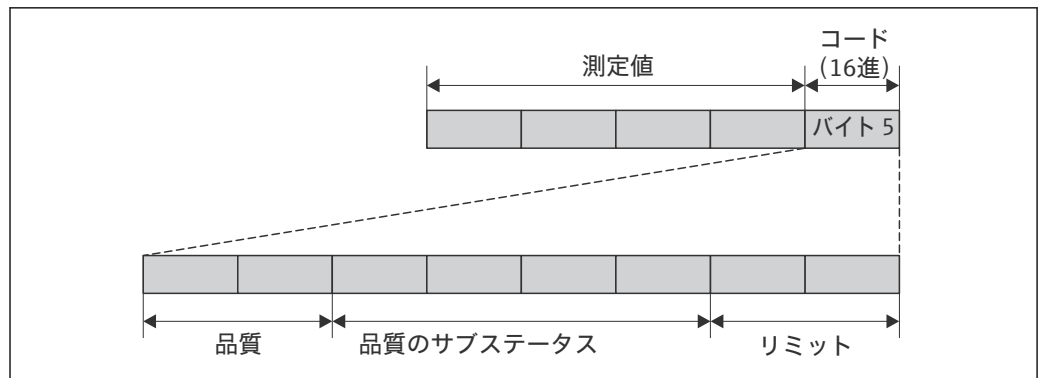 コード
測定値
(16進)
バイト 5
品質
品質のサブステータス
リミット